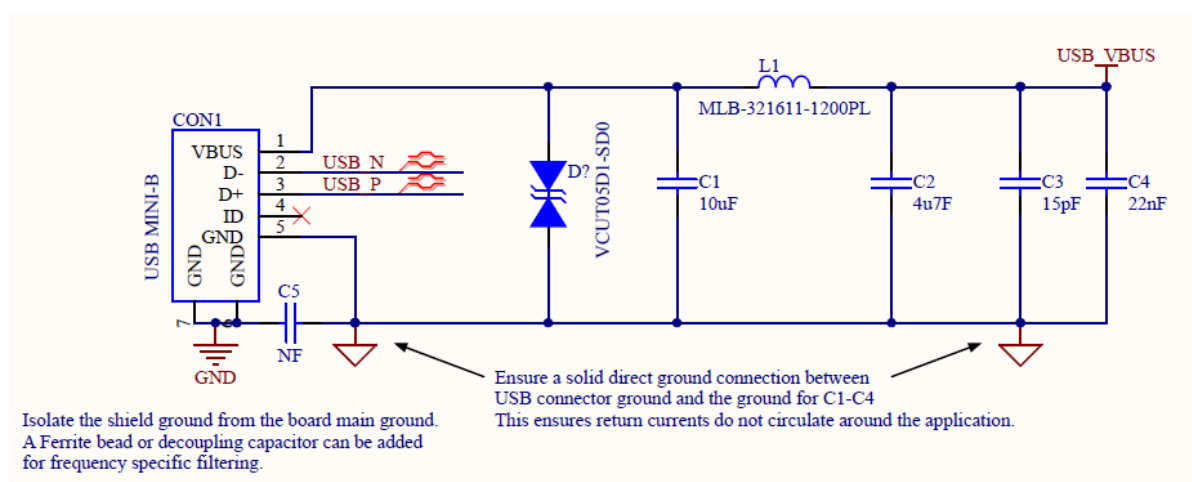 USB_VBUS
L1
MLB-321611-1200PL
CON1
VBUS
1
D-
2
USB_N
D+
3
USB_P
ID
4
GND
5
GND
GND
USB MINI-B
D?
VCUT05D1-SD0
C1
10uF
C2
4u7F
C3
15pF
C4
22nF
C5
NF
7
GND
Ensure a solid direct ground connection between
USB connector ground and the ground for C1-C4
This ensures return currents do not circulate around the application.
Isolate the shield ground from the board main ground.
A Ferrite bead or decoupling capacitor can be added
for frequency specific filtering.